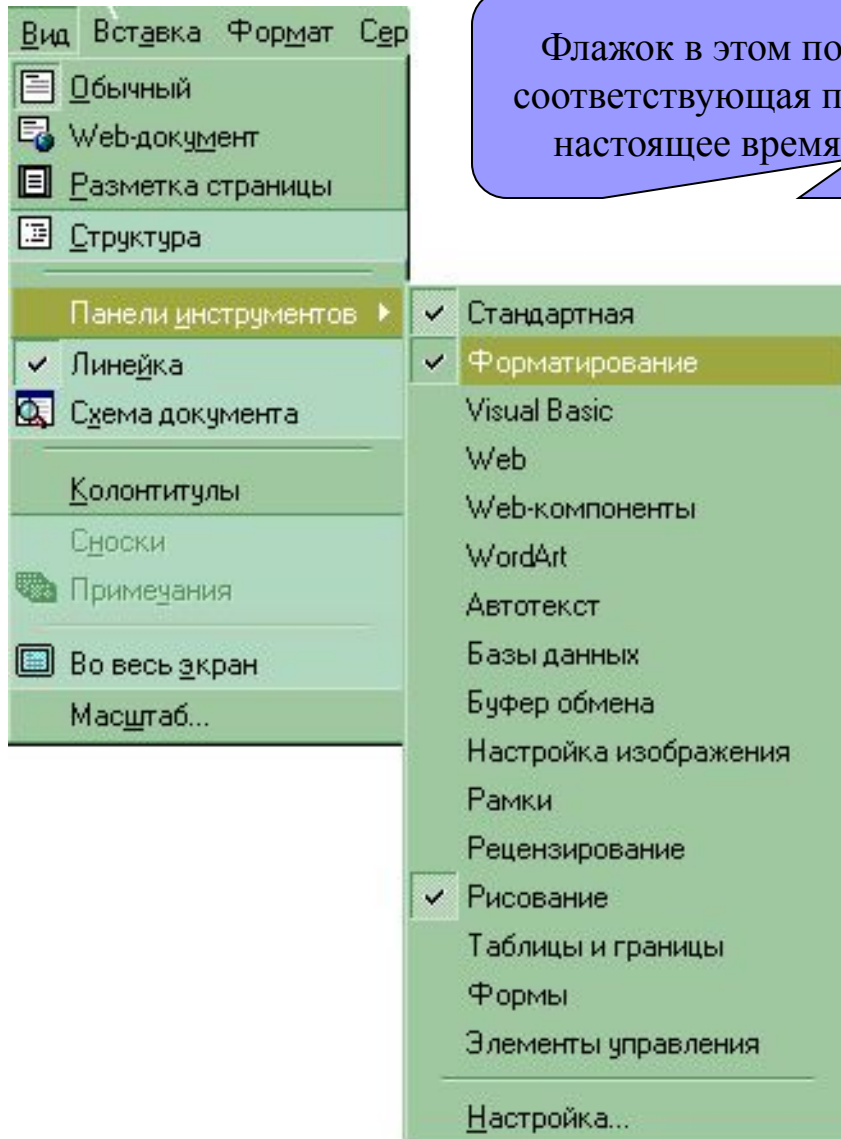 Вид Вставка Формат Сер
Обычный
Web-документ
Разметка страницы
Структура
Панели инструментов
Линейка
Схема документа
Колонтитулы
Сноски
Примечания
Во весь экран
Масштаб...
Флажок в этом по
соответствующая п
настоящее время
Стандартная
Форматирование
Visual Basic
Web
Web-компоненты
WordArt
Автотекст
Базы данных
Буфер обмена
Настройка изображения
Рамки
Рецензирование
Рисование
Таблицы и границы
Формы
Элементы управления
Настройка...